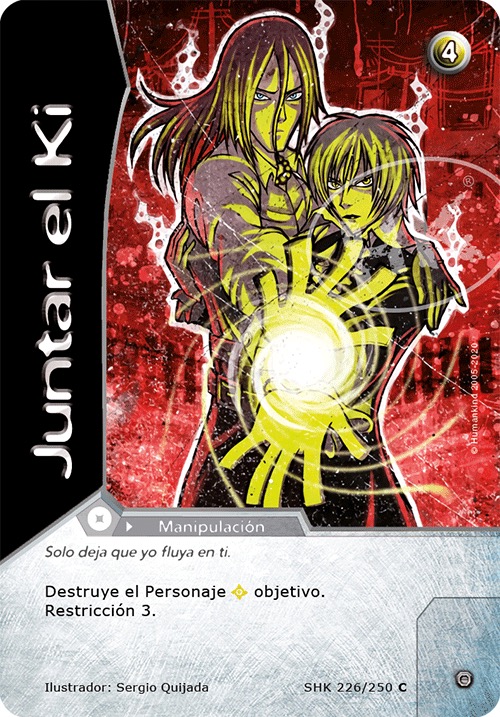 4
Juntar el Ki
®
© Humankind 2005-2020
Manipulación
Solo deja que yo fluya en ti.
Destruye el Personaje objetivo.
Restricción 3.
Ilustrador: Sergio Quijada
SHK 226/250 C